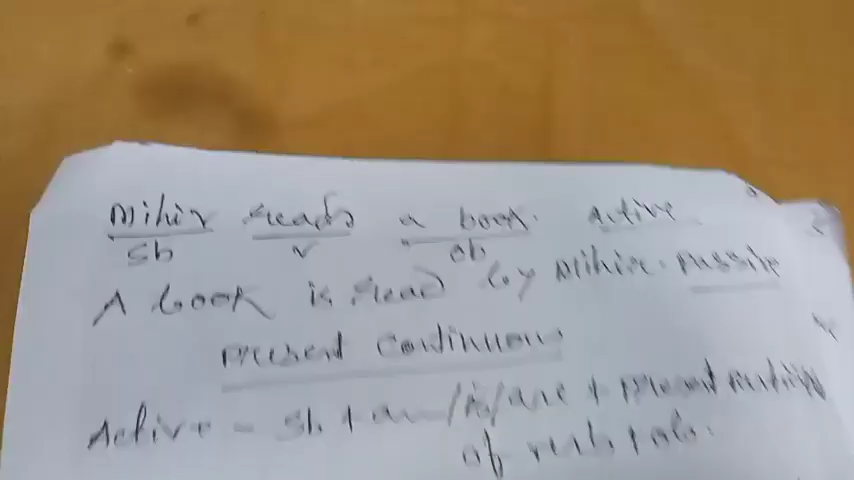 Mihir reads a book. Active
Sb v ob
A book is read by Mihir. passive
present continuous
Active = Sb + am/is/are + present participle
of verb + ob.